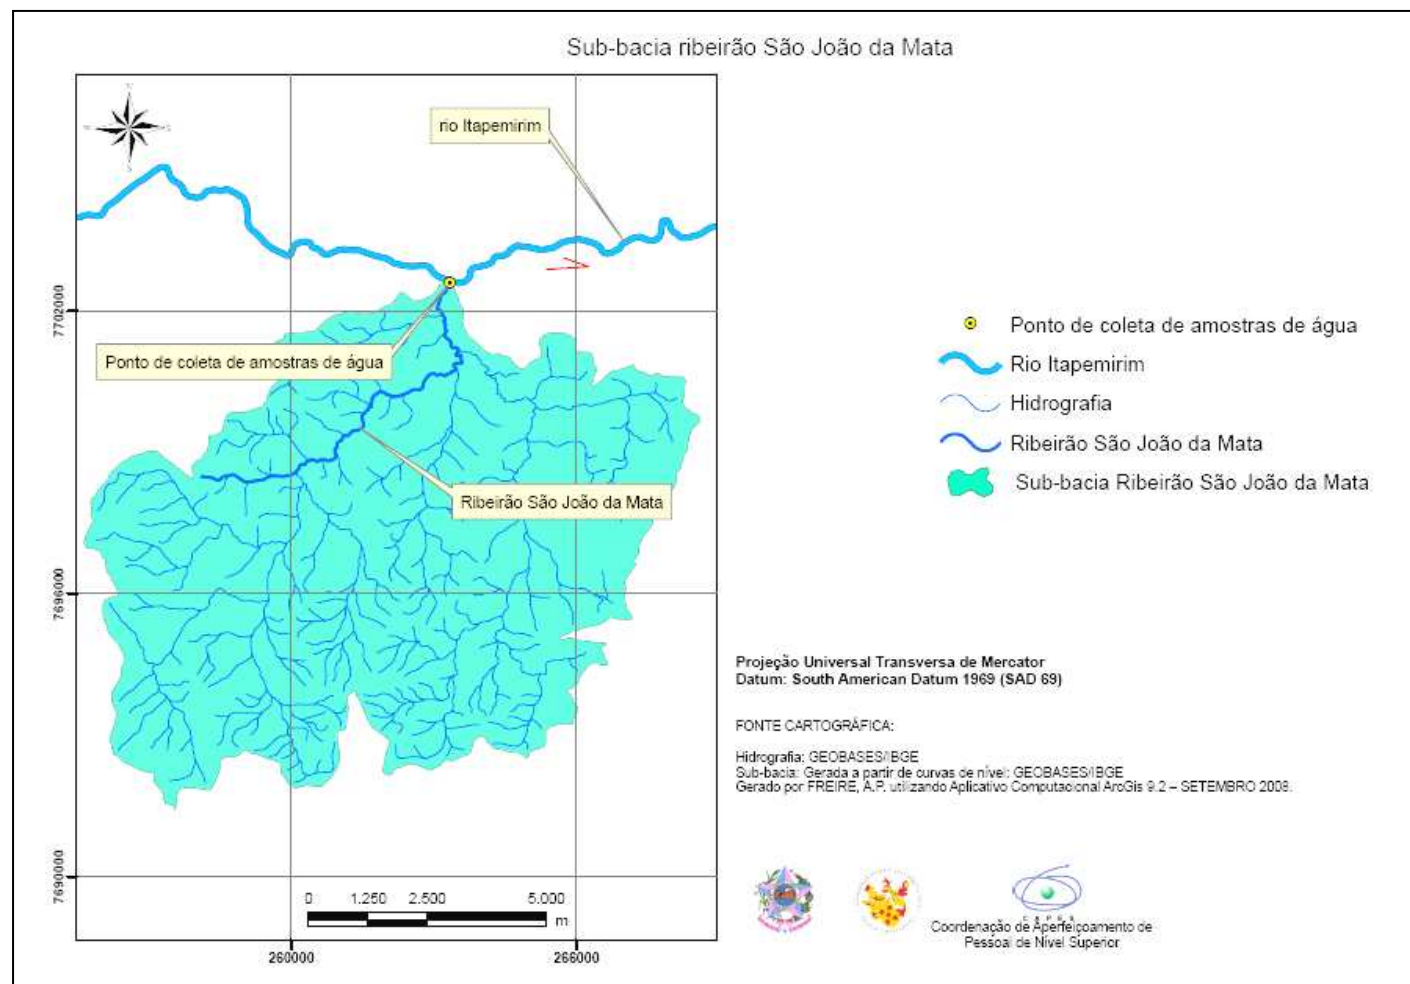 Sub-bacia ribeirão São João da Mata
N
S
rio Itapemirim
7702000
Ponto de coleta de amostras de água
Ribeirão São João da Mata
7696000
7690000
0 1.250 2.500 5.000
m
260000 266000
Ponto de coleta de amostras de água
Rio Itapemirim
Hidrografia
Ribeirão São João da Mata
Sub-bacia Ribeirão São João da Mata
Projeção Universal Transversa de Mercator
Datum: South American Datum 1969 (SAD 69)
FONTE CARTOGRÁFICA:
Hidrografia: GEOBASES/IBGE
Sub-bacia: Gerada a partir de curvas de nível: GEOBASES/IBGE
Gerado por FREIRE, A.P. utilizando Aplicativo Computacional ArcGis 9.2 – SETEMBRO 2008.
C A P E S
Coordenação de Aperfeiçoamento de
Pessoal de Nível Superior